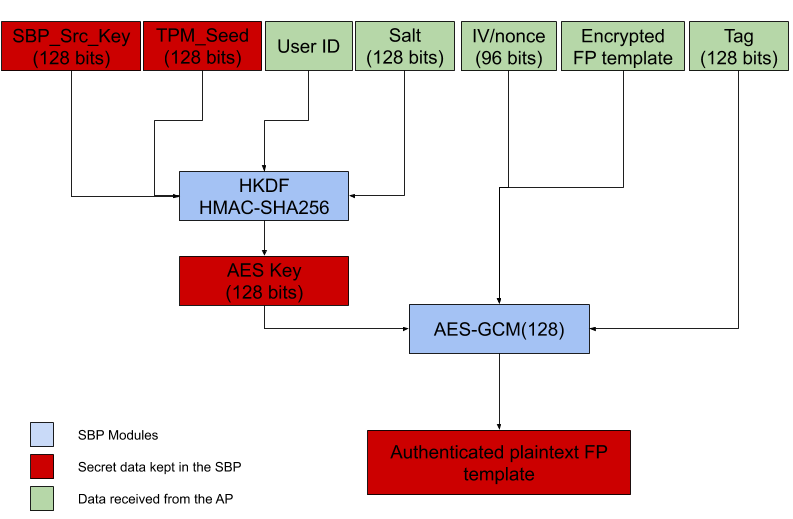 SBP_Src_Key
(128 bits)
TPM_Seed
(128 bits)
User ID
Salt
(128 bits)
IV/nonce
(96 bits)
Encrypted
FP template
Tag
(128 bits)
HKDF
HMAC-SHA256
AES Key
(128 bits)
AES-GCM(128)
Authenticated plaintext FP
template
SBP Modules
Secret data kept in the SBP
Data received from the AP